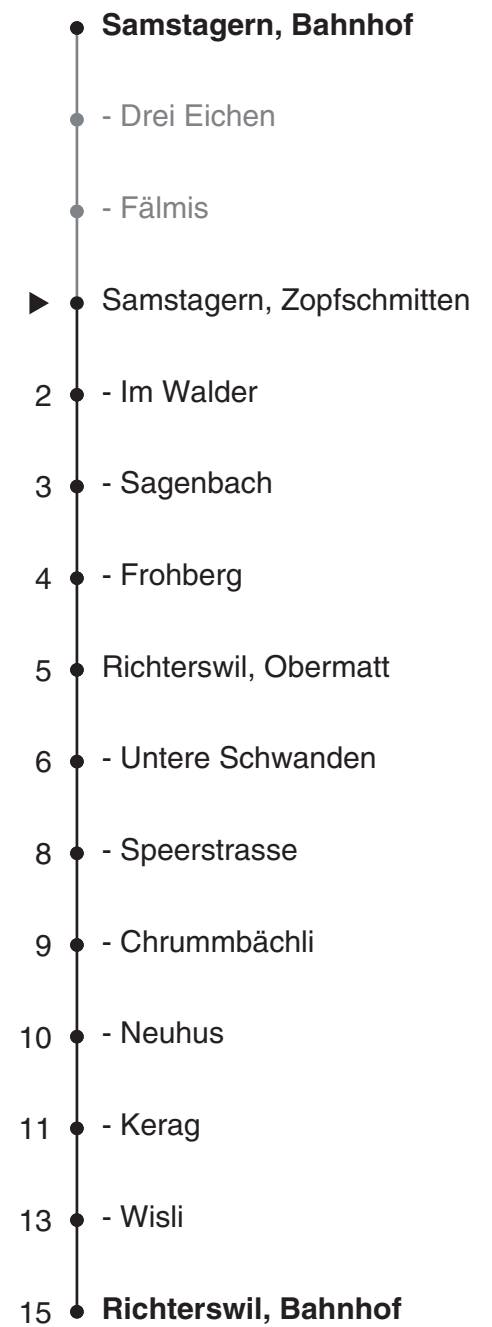 Samstagern, Bahnhof
- Drei Eichen
- Fälmis
Samstagern, Zopfschmitten
2 - Im Walder
3 - Sagenbach
4 - Frohberg
5 Richterswil, Obermatt
6 - Untere Schwanden
8 - Speerstrasse
9 - Chrummbächli
10 - Neuhus
11 - Kerag
13 - Wisli
15 Richterswil, Bahnhof